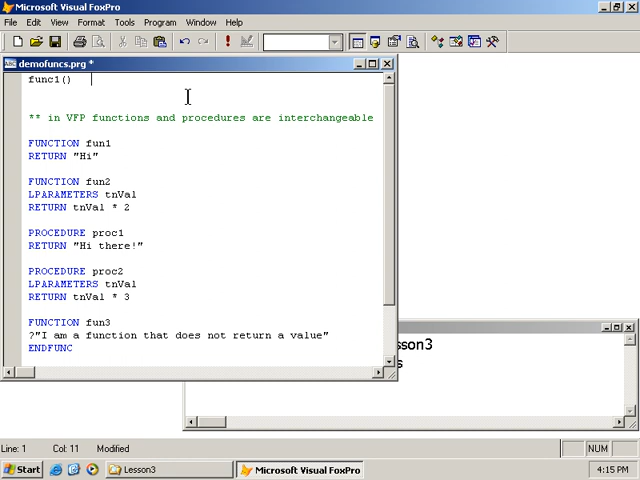 Microsoft Visual FoxPro
File Edit View Format Tools Program Window Help
demofuncs.prg *
func1()
** in VFP functions and procedures are interchangeable
FUNCTION fun1
RETURN "Hi"
FUNCTION fun2
LPARAMETERS tnVal
RETURN tnVal * 2
PROCEDURE proc1
RETURN "Hi there!"
PROCEDURE proc2
LPARAMETERS tnVal
RETURN tnVal * 3
FUNCTION fun3
?"I am a function that does not return a value"
ENDFUNC
sson3
s
Line: 1 Col: 11 Modified NUM
Start Lesson3 Microsoft Visual FoxPro 4:15 PM